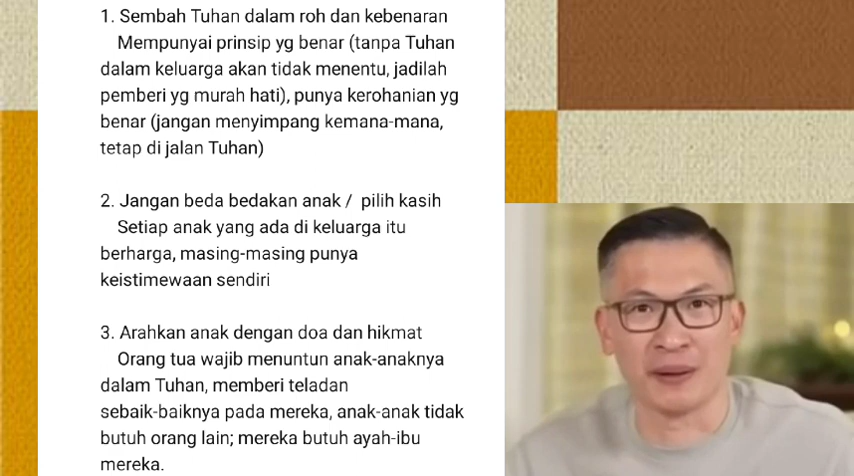 1. Sembah Tuhan dalam roh dan kebenaran
Mempunyai prinsip yg benar (tanpa Tuhan
dalam keluarga akan tidak menentu, jadilah
pemberi yg murah hati), punya kerohanian yg
benar (jangan menyimpang kemana-mana,
tetap di jalan Tuhan)
2. Jangan beda bedakan anak / pilih kasih
Setiap anak yang ada di keluarga itu
berharga, masing-masing punya
keistimewaan sendiri
3. Arahkan anak dengan doa dan hikmat
Orang tua wajib menuntun anak-anaknya
dalam Tuhan, memberi teladan
sebaik-baiknya pada mereka, anak-anak tidak
butuh orang lain; mereka butuh ayah-ibu
mereka.